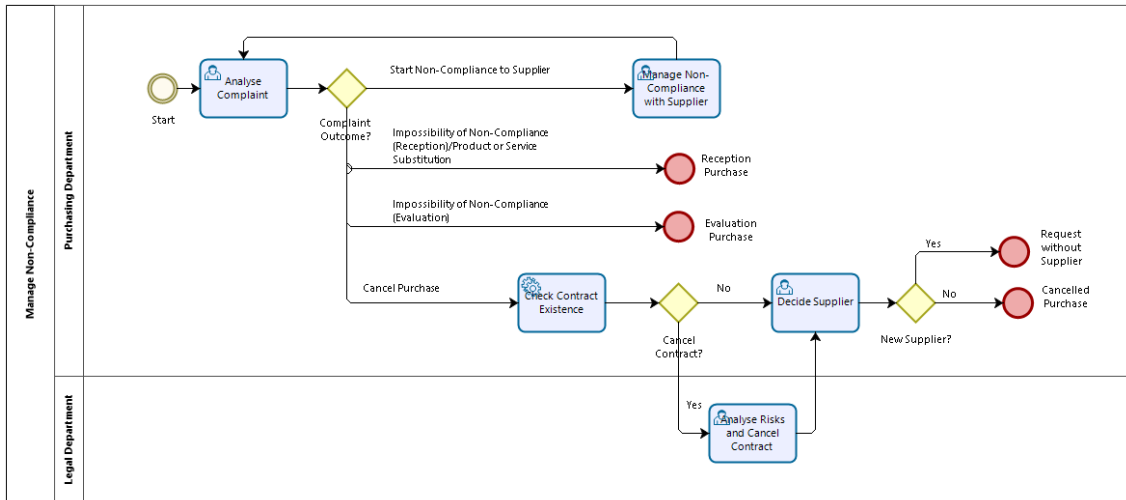 Manage Non-Compliance
Purchasing Department
Start
Analyse
Complaint
Complaint
Outcome?
Start Non-Compliance to Supplier
Manage Non-
Compliance
with Supplier
Impossibility of Non-Compliance
(Reception)/Product or Service
Substitution
Reception
Purchase
Impossibility of Non-Compliance
(Evaluation)
Evaluation
Purchase
Cancel Purchase
Check Contract
Existence
Cancel
Contract?
No
Decide Supplier
New Supplier?
Yes
Request
without
Supplier
No
Cancelled
Purchase
Legal Department
Yes
Analyse Risks
and Cancel
Contract